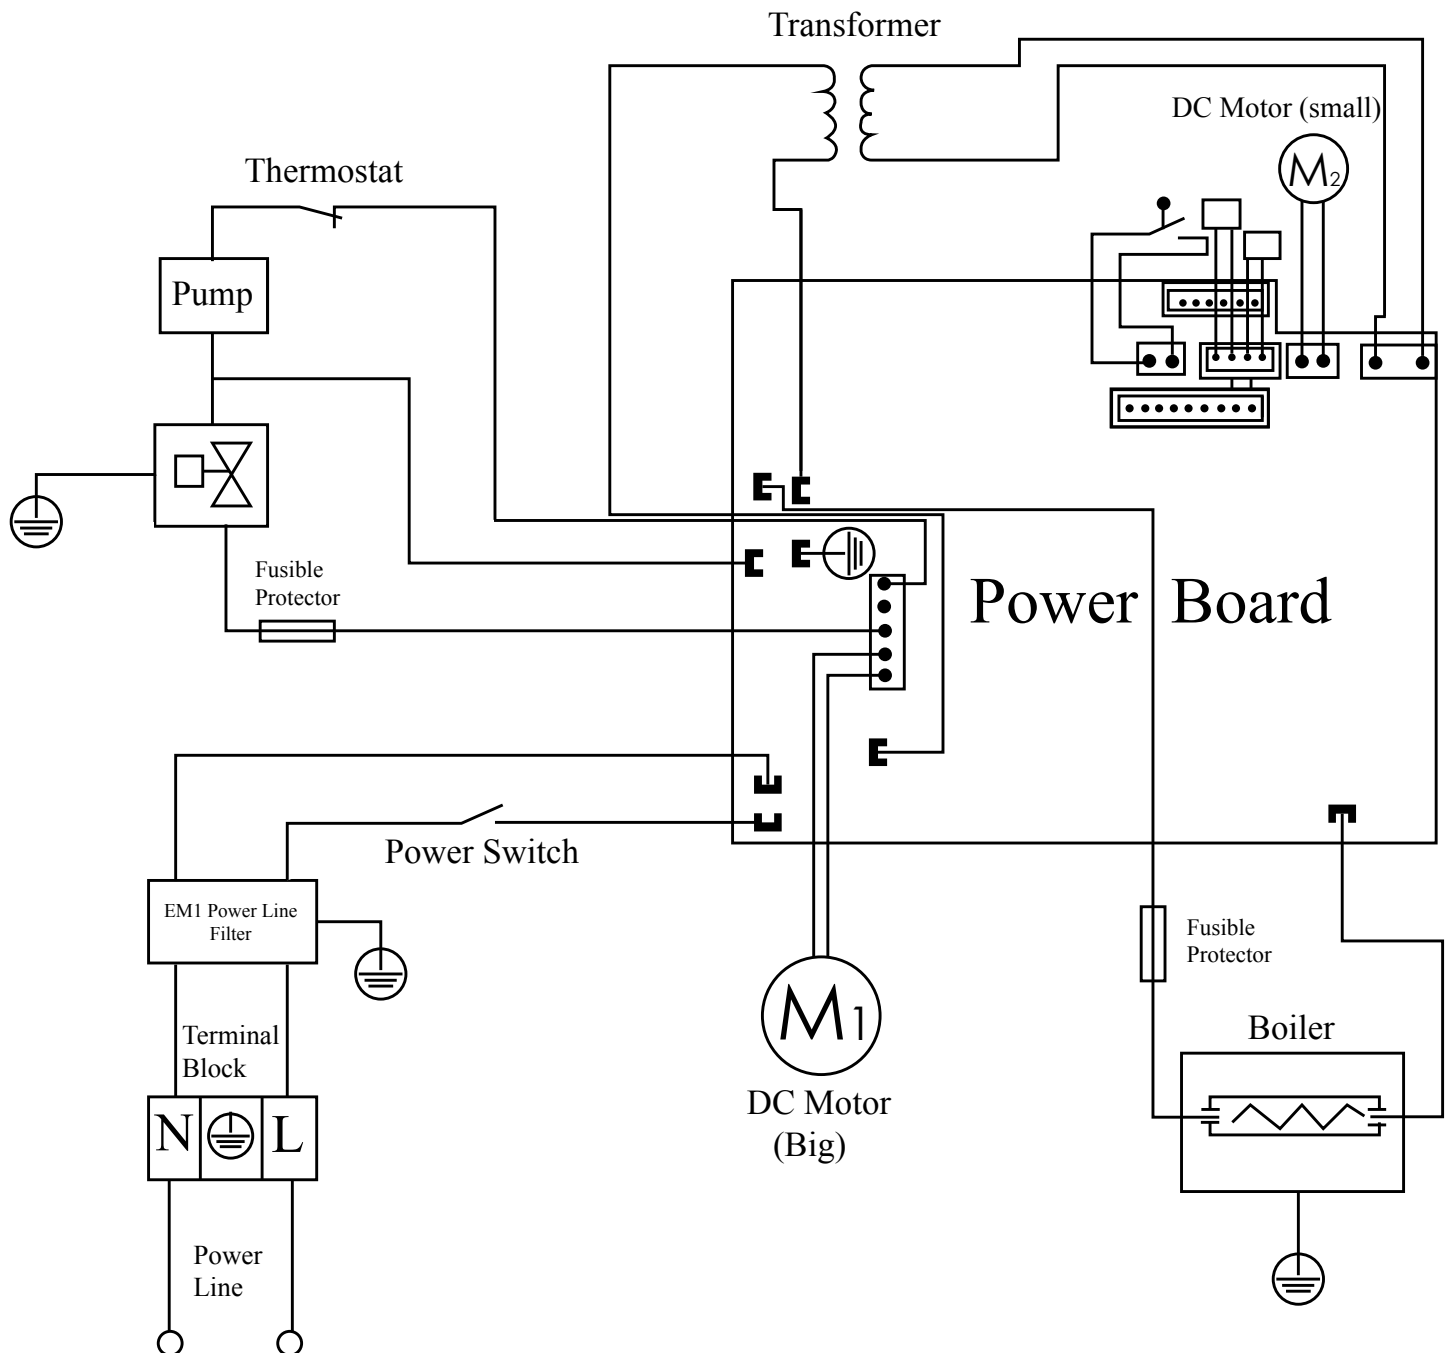 Transformer
DC Motor (small)
M2
Thermostat
Pump
Fusible
Protector
Power Board
Power Switch
EM1 Power Line
Filter
Fusible
Protector
M1
Terminal
Block
Boiler
DC Motor
(Big)
N L
Power
Line